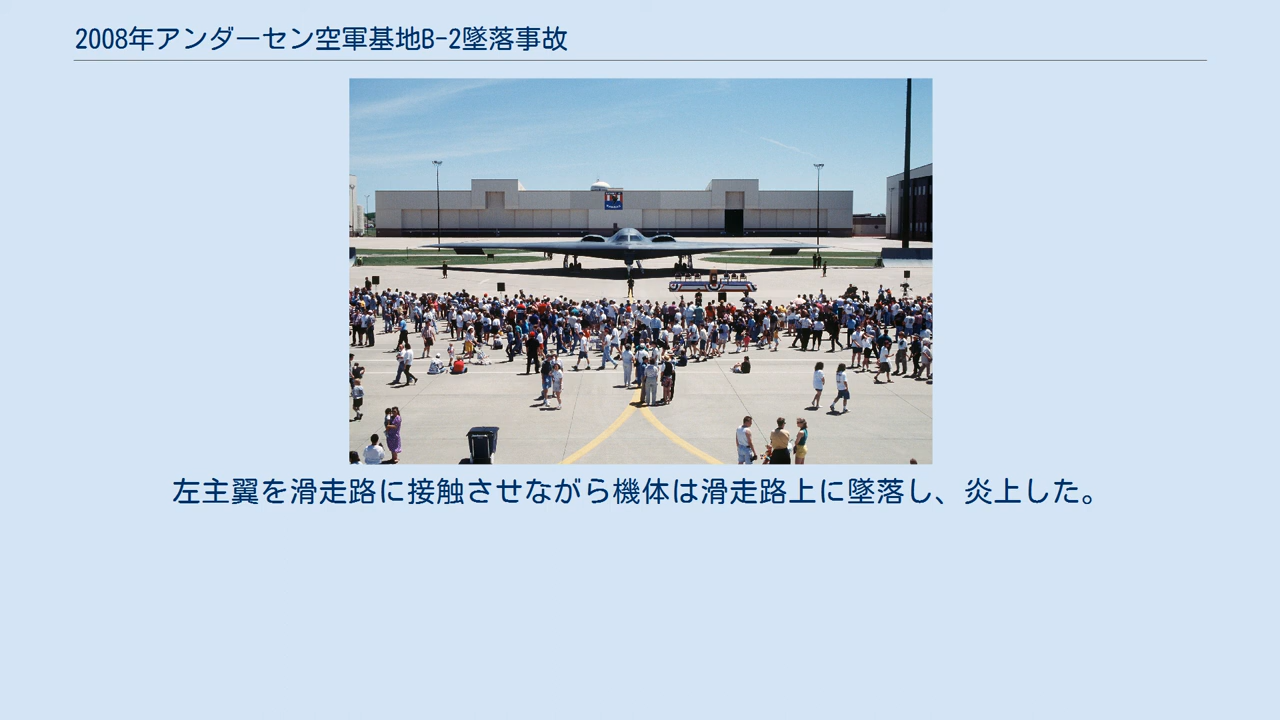 2008年アンダーセン空軍基地B-2墜落事故
左主翼を滑走路に接触させながら機体は滑走路上に墜落し、炎上した。